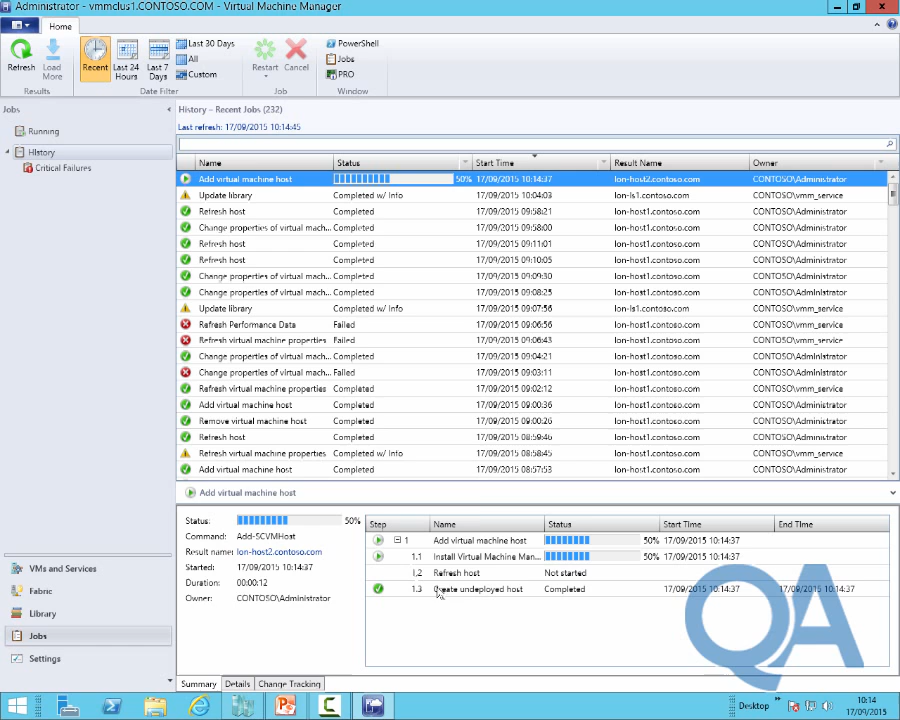 Administrator - vmmclus1.CONTOSO.COM - Virtual Machine Manager
Home
Refresh
Load More
Recent
Last 24 Hours
Last 7 Days
Last 30 Days
All
Custom
Restart
Cancel
PowerShell
Jobs
PRO
Results
Date Filter
Job
Window
Jobs
Running
History
Critical Failures
History - Recent Jobs (232)
Last refresh: 17/09/2015 10:14:45
Name Status Start Time Result Name Owner
Add virtual machine host 50% 17/09/2015 10:14:37 lon-host2.contoso.com CONTOSO\Administrator
Update library Completed w/ Info 17/09/2015 10:04:03 lon-ls1.contoso.com CONTOSO\vmm_service
Refresh host Completed 17/09/2015 09:58:21 lon-host1.contoso.com CONTOSO\Administrator
Change properties of virtual mach... Completed 17/09/2015 09:58:00 lon-host1.contoso.com CONTOSO\Administrator
Refresh host Completed 17/09/2015 09:11:01 lon-host1.contoso.com CONTOSO\Administrator
Refresh host Completed 17/09/2015 09:10:05 lon-host1.contoso.com CONTOSO\Administrator
Change properties of virtual mach... Completed 17/09/2015 09:09:30 lon-host1.contoso.com CONTOSO\Administrator
Change properties of virtual mach... Completed 17/09/2015 09:08:25 lon-host1.contoso.com CONTOSO\Administrator
Update library Completed w/ Info 17/09/2015 09:07:56 lon-ls1.contoso.com CONTOSO\vmm_service
Refresh Performance Data Failed 17/09/2015 09:06:56 lon-host1.contoso.com CONTOSO\vmm_service
Refresh virtual machine properties Failed 17/09/2015 09:06:43 lon-host1.contoso.com CONTOSO\vmm_service
Change properties of virtual mach... Completed 17/09/2015 09:04:21 lon-host1.contoso.com CONTOSO\Administrator
Change properties of virtual mach... Failed 17/09/2015 09:03:11 lon-host1.contoso.com CONTOSO\Administrator
Refresh virtual machine properties Completed 17/09/2015 09:02:12 lon-host1.contoso.com CONTOSO\vmm_service
Add virtual machine host Completed 17/09/2015 09:00:36 lon-host1.contoso.com CONTOSO\Administrator
Remove virtual machine host Completed 17/09/2015 09:00:26 lon-host1.contoso.com CONTOSO\Administrator
Refresh host Completed 17/09/2015 08:59:46 lon-host1.contoso.com CONTOSO\Administrator
Refresh virtual machine properties Completed w/ Info 17/09/2015 08:58:45 lon-host1.contoso.com CONTOSO\vmm_service
Add virtual machine host Completed 17/09/2015 08:57:53 lon-host1.contoso.com CONTOSO\Administrator
Add virtual machine host
Status: 50%
Command: Add-SCVMHost
Result name: lon-host2.contoso.com
Started: 17/09/2015 10:14:37
Duration: 00:00:12
Owner: CONTOSO\Administrator
Step Name Status Start Time End Time
1 Add virtual machine host 50% 17/09/2015 10:14:37
1.1 Install Virtual Machine Man... 50% 17/09/2015 10:14:37
1.2 Refresh host Not started
1.3 Create undeployed host Completed 17/09/2015 10:14:37 17/09/2015 10:14:37
VMs and Services
Fabric
Library
Jobs
Settings
Summary Details Change Tracking
QA
Desktop
10:14
17/09/2015